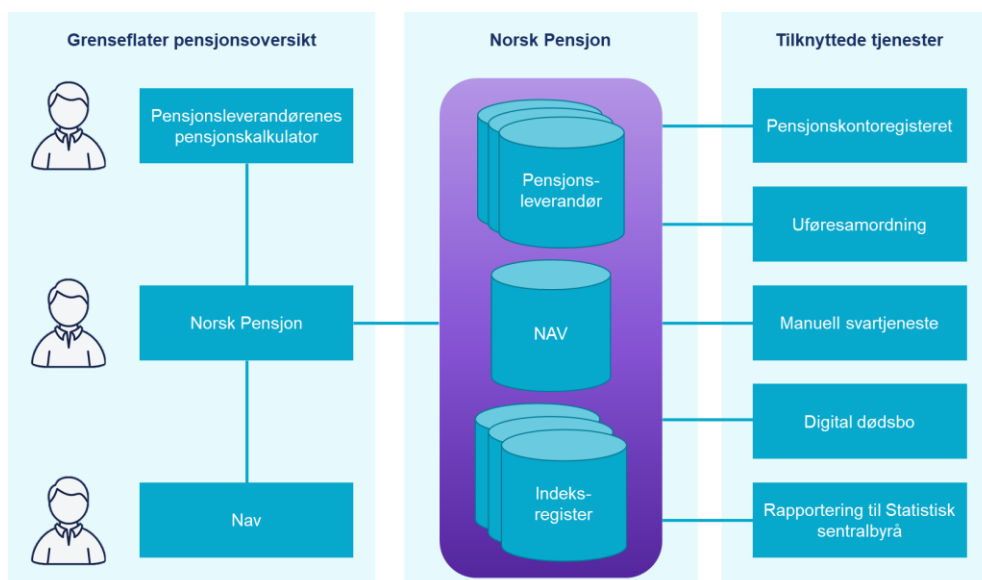 Grenseflater pensjonsoversikt
Pensjonsleverandørenes
pensjonskalkulator
Norsk Pensjon
Nav
Norsk Pensjon
Pensjons-
leverandør
NAV
Indeks-
register
Tilknyttede tjenester
Pensjonskontoregisteret
Uføresamordning
Manuell svartjeneste
Digital dødsbo
Rapportering til Statistisk
sentralbyrå